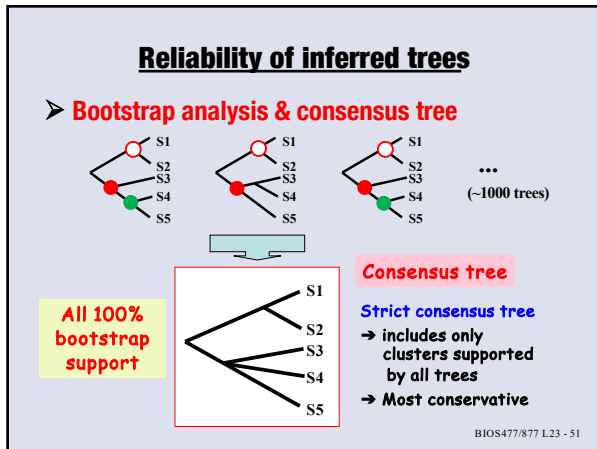 Reliability of inferred trees
➢ Bootstrap analysis & consensus tree
S1
S2
S3
S4
S5
S1
S2
S3
S4
S5
S1
S2
S3
S4
S5
...
(~1000 trees)
All 100%
bootstrap
support
S1
S2
S3
S4
S5
Consensus tree
Strict consensus tree
➔ includes only
clusters supported
by all trees
➔ Most conservative
BIOS477/877 L23 - 51